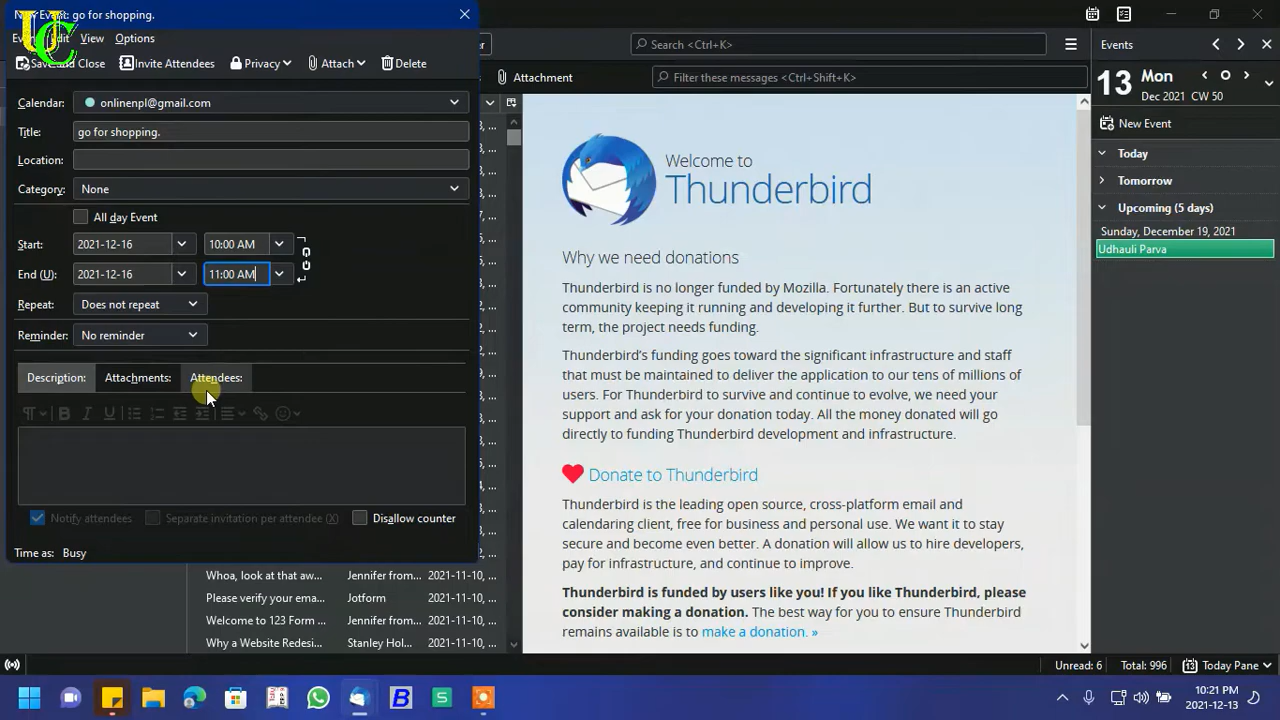 New Event: go for shopping.
UC
Edit View Options
Save and Close Invite Attendees Privacy Attach Delete
Calendar: onlinenpl@gmail.com
Title: go for shopping.
Location:
Category: None
All day Event
Start: 2021-12-16 10:00 AM
End (U): 2021-12-16 11:00 AM
Repeat: Does not repeat
Reminder: No reminder
Description: Attachments: Attendees:
Notify attendees Separate invitation per attendee (X) Disallow counter
Time as: Busy
Whoa, look at that aw... Jennifer from... 2021-11-10, ...
Please verify your ema... Jotform 2021-11-10, ...
Welcome to 123 Form ... Jennifer from... 2021-11-10, ...
Why a Website Redesi... Stanley Hol... 2021-11-10, ...
Search <Ctrl+K>
Attachment Filter these messages <Ctrl+Shift+K>
Welcome to
Thunderbird
Why we need donations
Thunderbird is no longer funded by Mozilla. Fortunately there is an active
community keeping it running and developing it further. But to survive long
term, the project needs funding.
Thunderbird's funding goes toward the significant infrastructure and staff
that must be maintained to deliver the application to our tens of millions of
users. For Thunderbird to survive and continue to evolve, we need your
support and ask for your donation today. All the money donated will go
directly to funding Thunderbird development and infrastructure.
Donate to Thunderbird
Thunderbird is the leading open source, cross-platform email and
calendaring client, free for business and personal use. We want it to stay
secure and become even better. A donation will allow us to hire developers,
pay for infrastructure, and continue to improve.
Thunderbird is funded by users like you! If you like Thunderbird, please
consider making a donation. The best way for you to ensure Thunderbird
remains available is to make a donation. »
Events
13 Mon
Dec 2021 CW 50
New Event
Today
Tomorrow
Upcoming (5 days)
Sunday, December 19, 2021
Udhauli Parva
Unread: 6 Total: 996 13 Today Pane
10:21 PM
2021-12-13